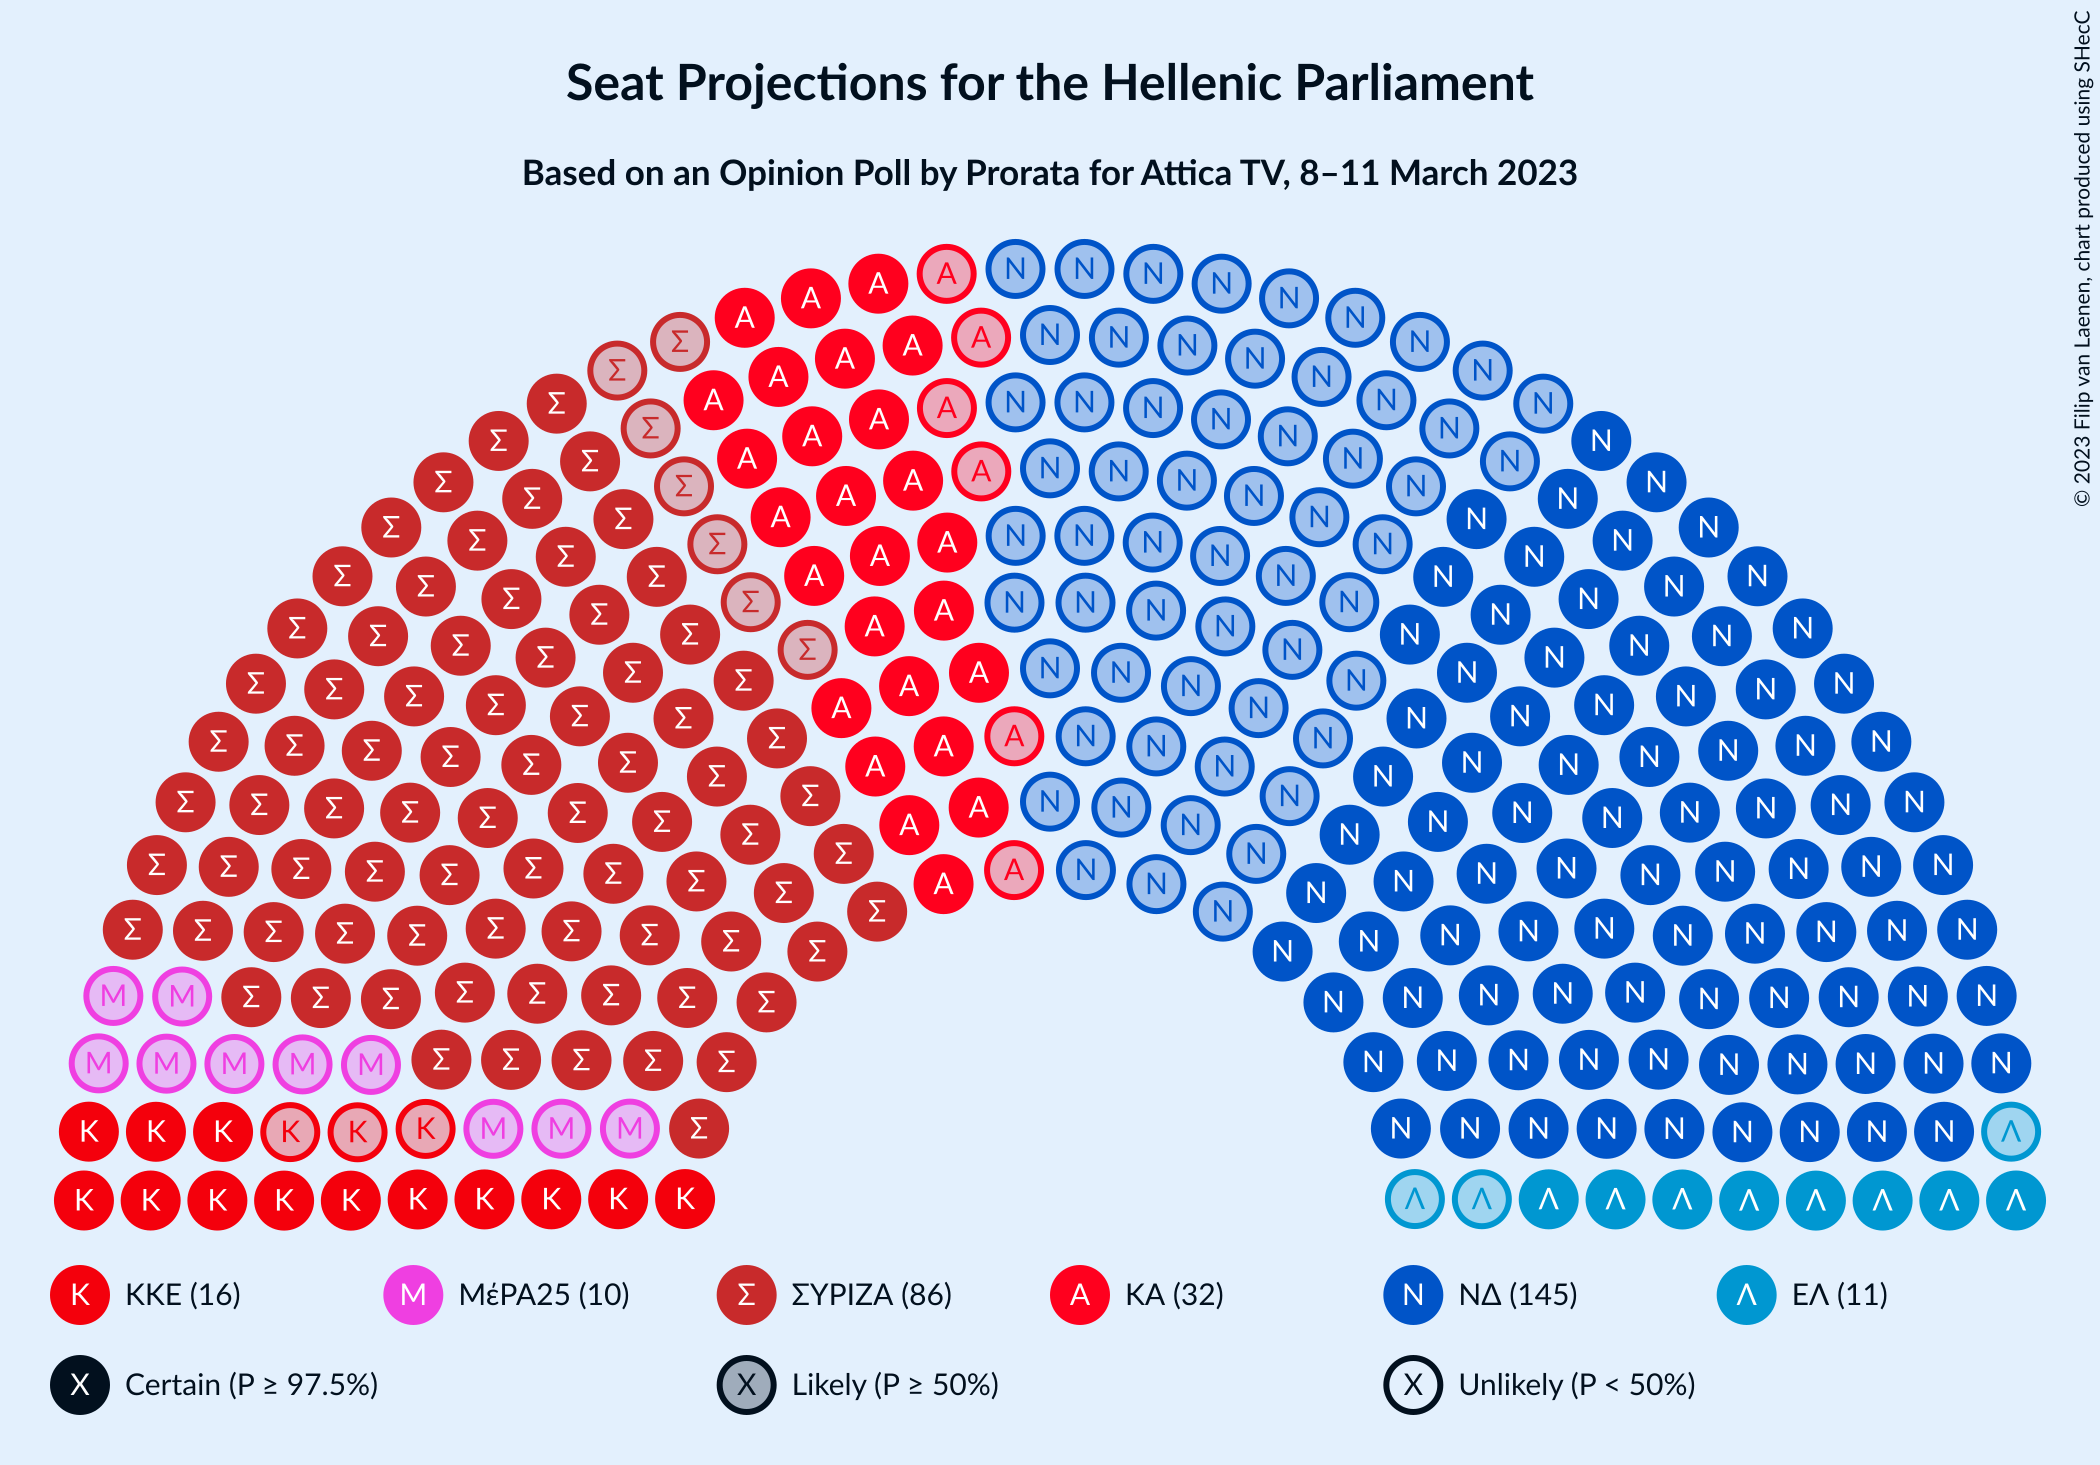 Seat Projections for the Hellenic Parliament
Based on an Opinion Poll by Prorata for Attica TV, 8–11 March 2023
© 2023 Filip van Laenen, chart produced using SHecC
Κ ΚΚΕ (16) Μ ΜέΡΑ25 (10) Σ ΣΥΡΙΖΑ (86) Α ΚΑ (32) Ν ΝΔ (145) Λ ΕΛ (11)
X Certain (P ≥ 97.5%) X Likely (P ≥ 50%) X Unlikely (P < 50%)